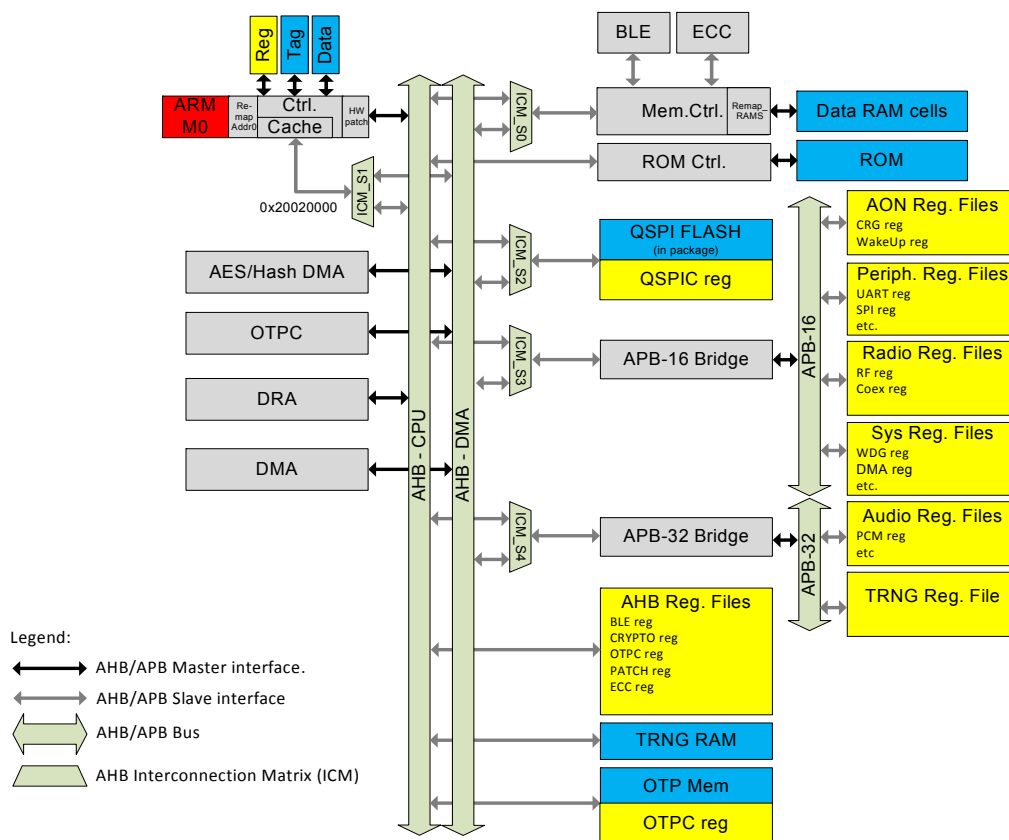 Reg
Tag
Data
ARM
M0
Re-
map
Addr0
Ctrl.
Cache
HW
patch
ICM_S1
0x20020000
AES/Hash DMA
OTPC
DRA
DMA
AHB - CPU
AHB - DMA
ICM_S0
ICM_S2
ICM_S3
ICM_S4
BLE
ECC
Mem.Ctrl.
Remap_
RAMS
Data RAM cells
ROM Ctrl.
ROM
QSPI FLASH
(in package)
QSPIC reg
APB-16 Bridge
APB-32 Bridge
APB-16
APB-32
AON Reg. Files
CRG reg
WakeUp reg
Periph. Reg. Files
UART reg
SPI reg
etc.
Radio Reg. Files
RF reg
Coex reg
Sys Reg. Files
WDG reg
DMA reg
etc.
Audio Reg. Files
PCM reg
etc
TRNG Reg. File
AHB Reg. Files
BLE reg
CRYPTO reg
OTPC reg
PATCH reg
ECC reg
TRNG RAM
OTP Mem
OTPC reg
Legend:
AHB/APB Master interface.
AHB/APB Slave interface
AHB/APB Bus
AHB Interconnection Matrix (ICM)